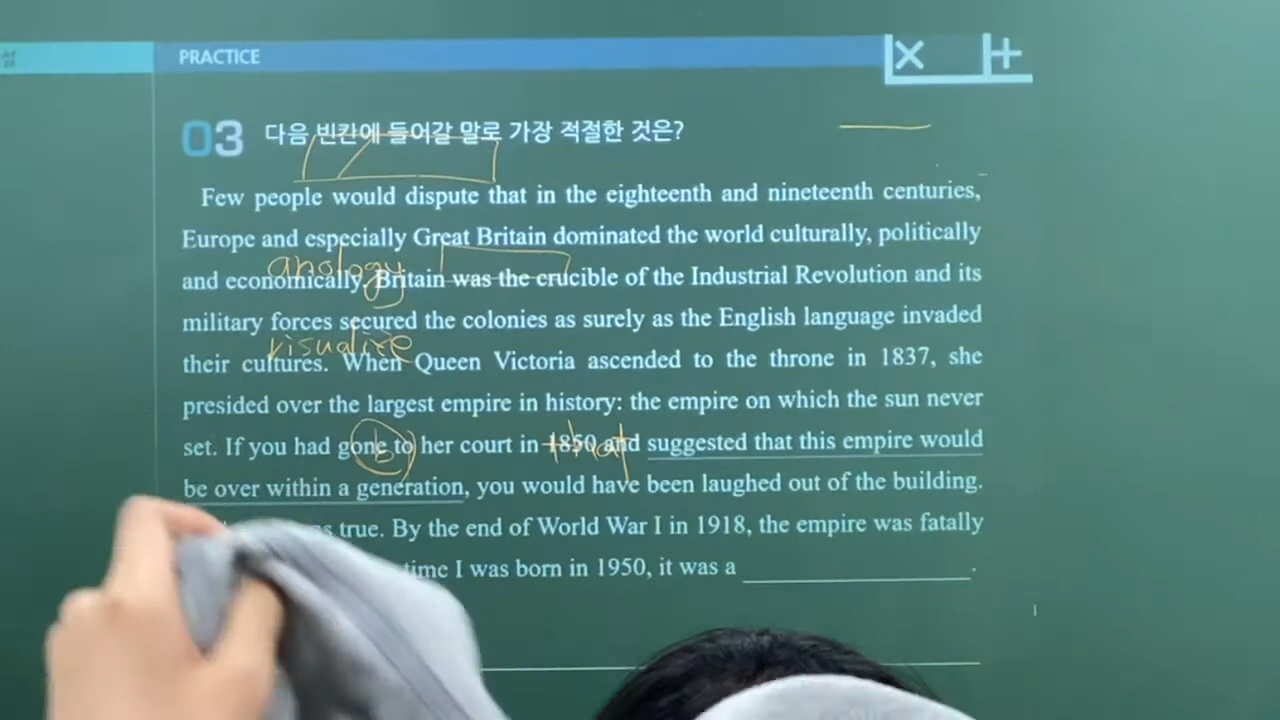 설
PRACTICE
03 다음 빈칸에 들어갈 말로 가장 적절한 것은?
Few people would dispute that in the eighteenth and nineteenth centuries,
Europe and especially Great Britain dominated the world culturally, politically
anology
and economically. Britain was the crucible of the Industrial Revolution and its
military forces secured the colonies as surely as the English language invaded
visualize
their cultures. When Queen Victoria ascended to the throne in 1837, she
presided over the largest empire in history: the empire on which the sun never
set. If you had gone to her court in 1850 and suggested that this empire would
b that
be over within a generation, you would have been laughed out of the building.
true. By the end of World War I in 1918, the empire was fatally
time I was born in 1950, it was a